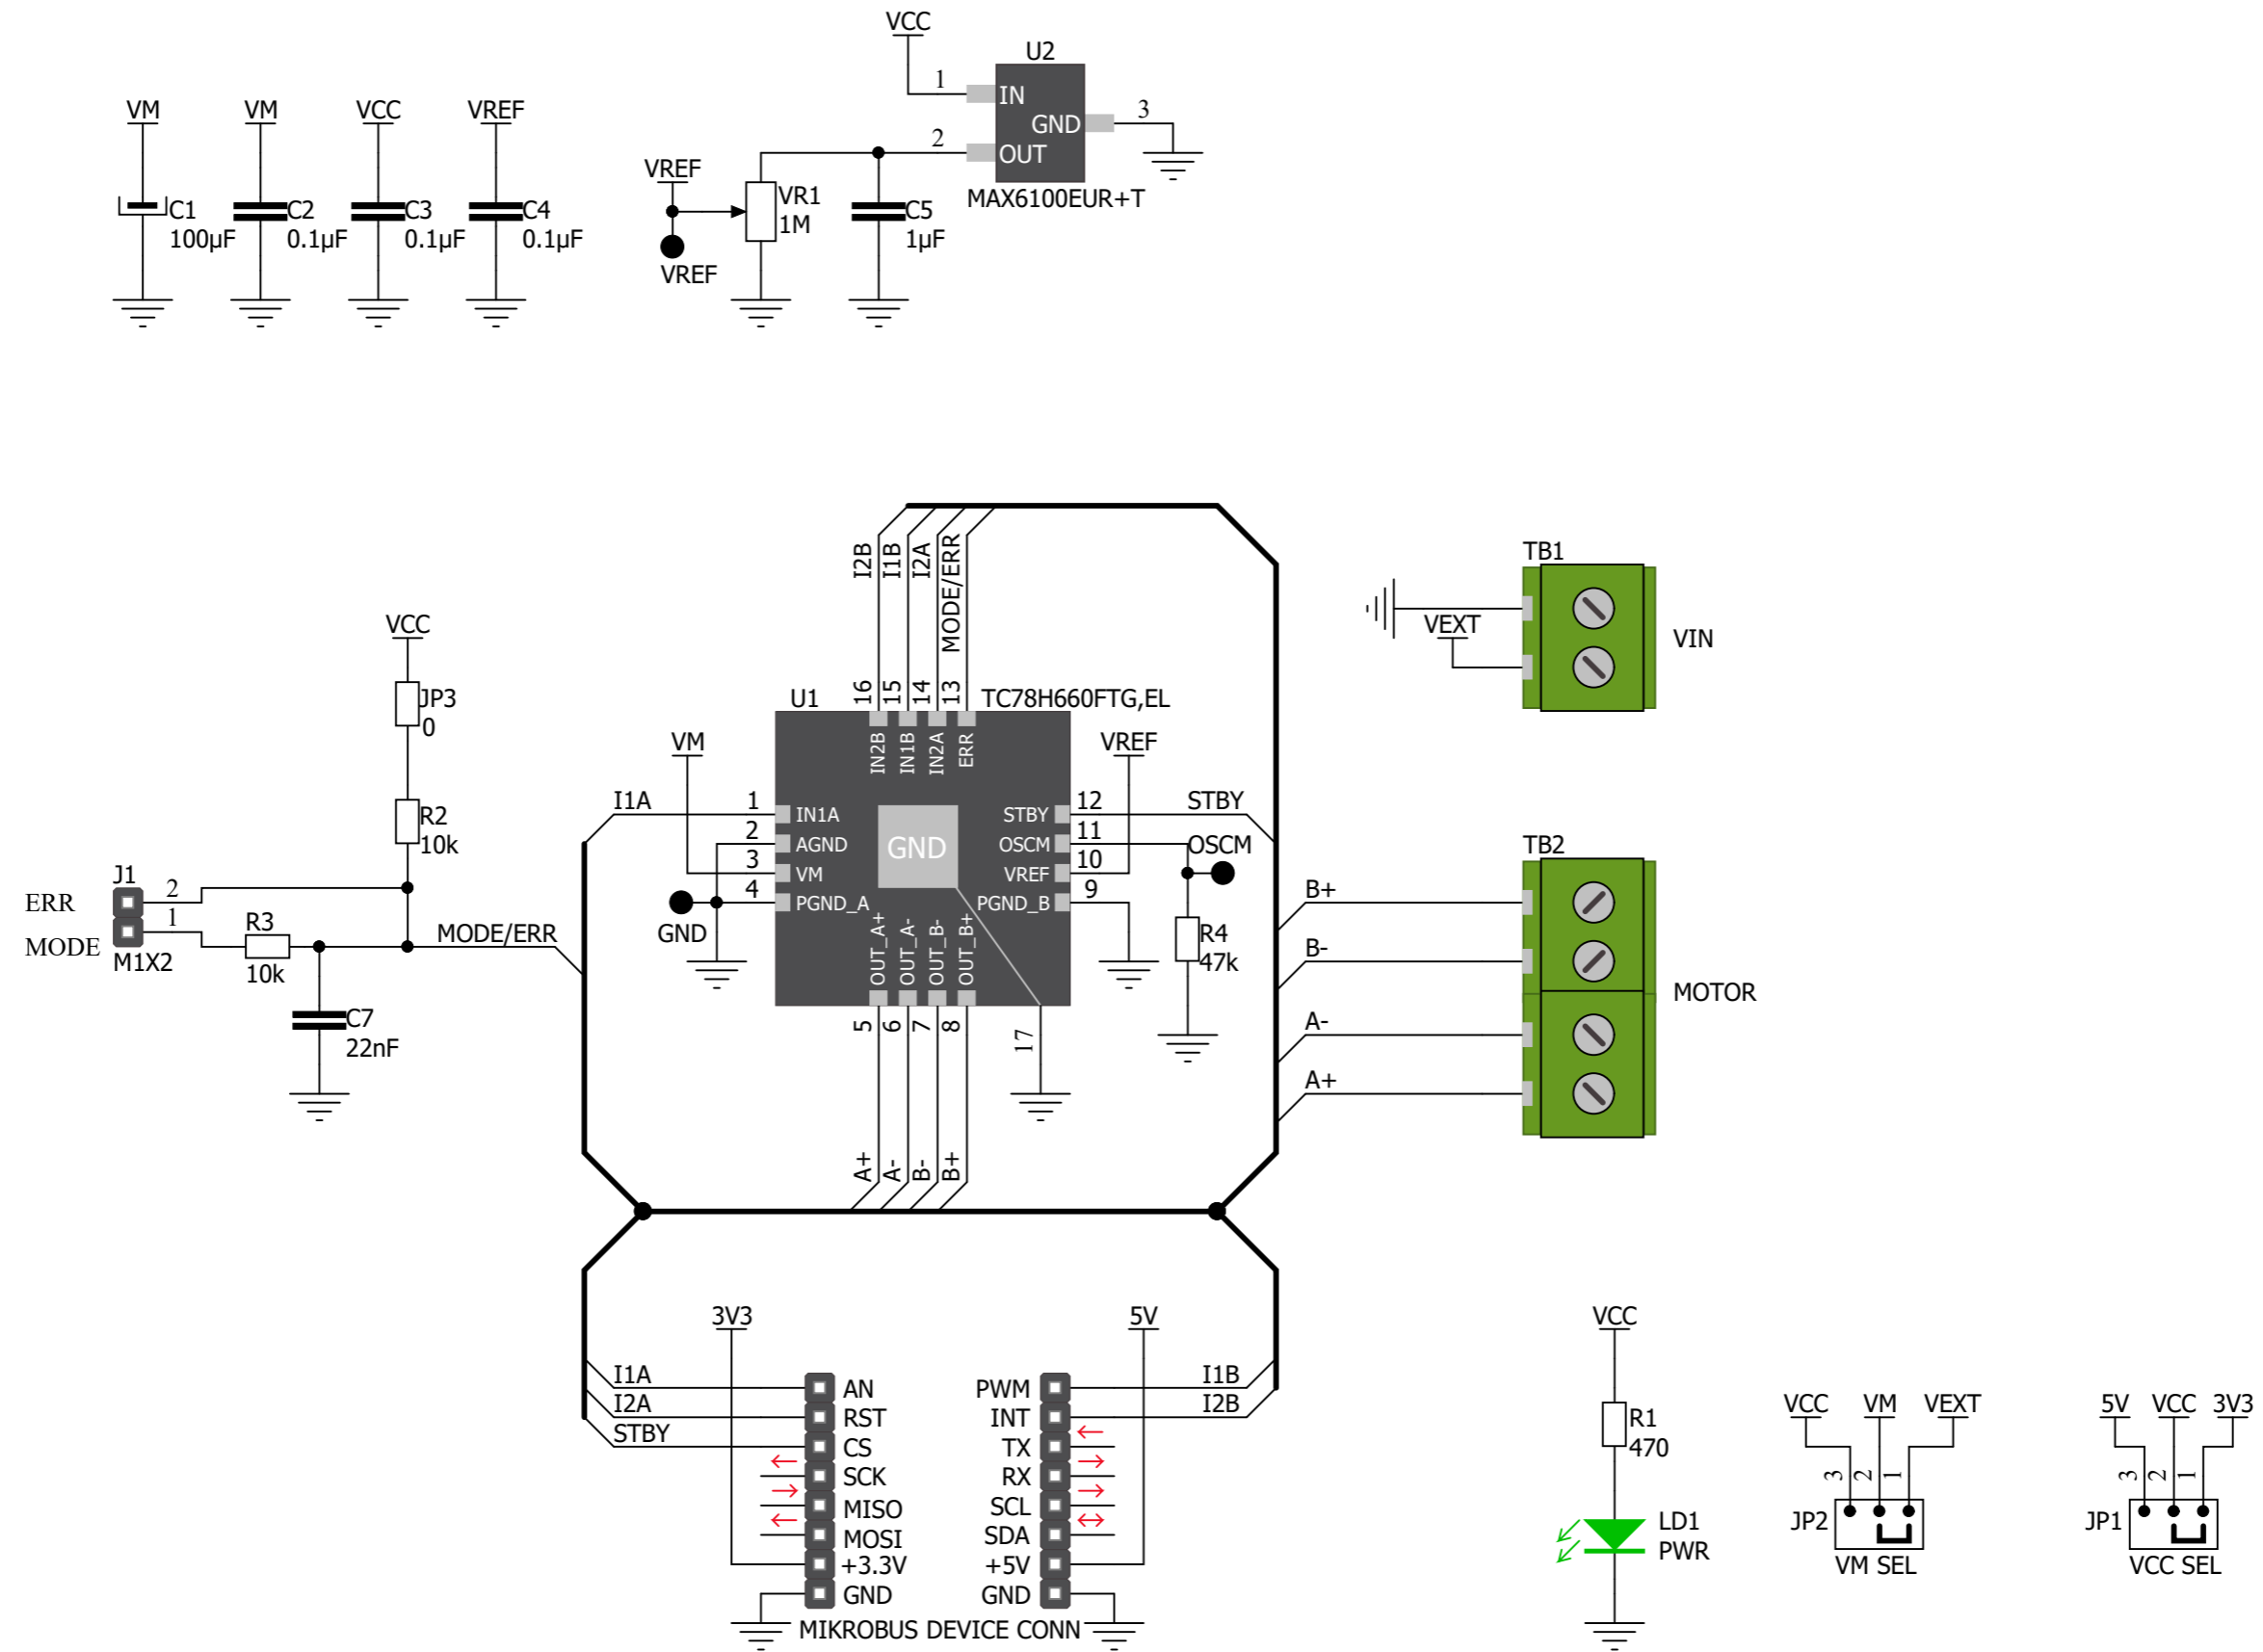 VCC
U2
1
IN
GND
3
2
OUT
MAX6100EUR+T
VM
C1
100µF
VM
C2
0.1µF
VCC
C3
0.1µF
VREF
C4
0.1µF
VREF
VREF
VR1
1M
C5
1µF
I2B
I1B
I2A
MODE/ERR
16
15
14
13
U1
TC78H660FTG,EL
IN2B
IN1B
IN2A
ERR
VM
VREF
I1A
1
IN1A
2
AGND
3
VM
4
PGND_A
GND
GND
STBY
12
STBY
OSCM
11
OSCM
VREF
10
PGND_B
9
R4
47k
OUT_A+
OUT_A-
OUT_B-
OUT_B+
5
6
7
8
17
A+
A-
B-
B+
VCC
JP3
0
R2
10k
J1
ERR
2
1
MODE
M1X2
R3
10k
MODE/ERR
C7
22nF
TB1
VEXT
VIN
TB2
B+
B-
A-
A+
MOTOR
3V3
5V
I1A
AN
I2A
RST
STBY
CS
SCK
MISO
MOSI
+3.3V
GND
PWM
I1B
INT
I2B
TX
RX
SCL
SDA
+5V
GND
MIKROBUS DEVICE CONN
VCC
R1
470
LD1
PWR
VCC
VM
VEXT
3
2
1
JP2
VM SEL
5V
VCC
3V3
3
2
1
JP1
VCC SEL